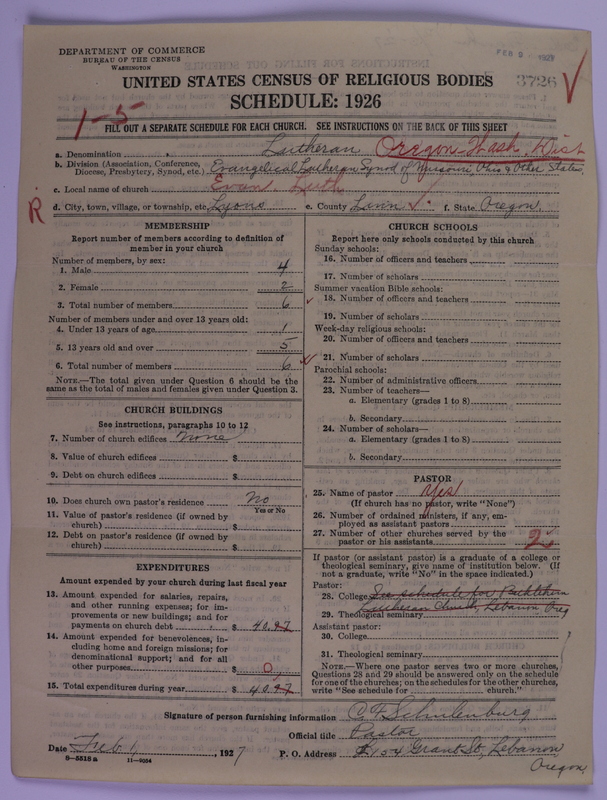 DEPARTMENT OF COMMERCE
BUREAU OF THE CENSUS
WASHINGTON
FEB 9 1927
3726
UNITED STATES CENSUS OF RELIGIOUS BODIES
SCHEDULE: 1926
1-5
FILL OUT A SEPARATE SCHEDULE FOR EACH CHURCH. SEE INSTRUCTIONS ON THE BACK OF THIS SHEET
a. Denomination Lutheran Oregon & Wash. Dist
b. Division (Association, Conference, Diocese, Presbytery, Synod, etc.) Evangelical Lutheran Synod of Missouri, Ohio & Other States,
c. Local name of church Evan. Luth
R
d. City, town, village, or township, etc. Lyons e. County Linn f. State Oregon.
MEMBERSHIP
Report number of members according to definition of member in your church
Number of members, by sex:
1. Male 4
2. Female 2
3. Total number of members 6
Number of members under and over 13 years old:
4. Under 13 years of age 1
5. 13 years old and over 5
6. Total number of members 6
NOTE.—The total given under Question 6 should be the same as the total of males and females given under Question 3.
CHURCH BUILDINGS
See instructions, paragraphs 10 to 12
7. Number of church edifices none
8. Value of church edifices $
9. Debt on church edifices $
10. Does church own pastor's residence No
Yes or No
11. Value of pastor's residence (if owned by church) $
12. Debt on pastor's residence (if owned by church) $
EXPENDITURES
Amount expended by your church during last fiscal year
13. Amount expended for salaries, repairs, and other running expenses; for improvements or new buildings; and for payments on church debt $ 40.97
14. Amount expended for benevolences, including home and foreign missions; for denominational support; and for all other purposes $ 0
15. Total expenditures during year $ 40.97
CHURCH SCHOOLS
Report here only schools conducted by this church
Sunday schools:
16. Number of officers and teachers
17. Number of scholars
Summer vacation Bible schools:
18. Number of officers and teachers
19. Number of scholars
Week-day religious schools:
20. Number of officers and teachers
21. Number of scholars
Parochial schools:
22. Number of administrative officers
23. Number of teachers—
a. Elementary (grades 1 to 8)
b. Secondary
24. Number of scholars—
a. Elementary (grades 1 to 8)
b. Secondary
PASTOR
25. Name of pastor Yes
(If church has no pastor, write "None")
26. Number of ordained ministers, if any, employed as assistant pastors
27. Number of other churches served by the pastor or his assistants 2
If pastor (or assistant pastor) is a graduate of a college or theological seminary, give name of institution below. (If not a graduate, write "No" in the space indicated.)
Pastor:
28. College See schedule for Bethlehem
29. Theological seminary Lutheran Church, Lebanon Oreg
Assistant pastor:
30. College
31. Theological seminary
NOTE.—Where one pastor serves two or more churches, Questions 28 and 29 should be answered only on the schedule for one of the churches; on the schedules for the other churches, write "See schedule for church."
Signature of person furnishing information C F Schulenburg
Official title Pastor
Date Feb 1, 1927 P. O. Address 154 Grant St, Lebanon
Oregon.
9-5518 a 11-9034